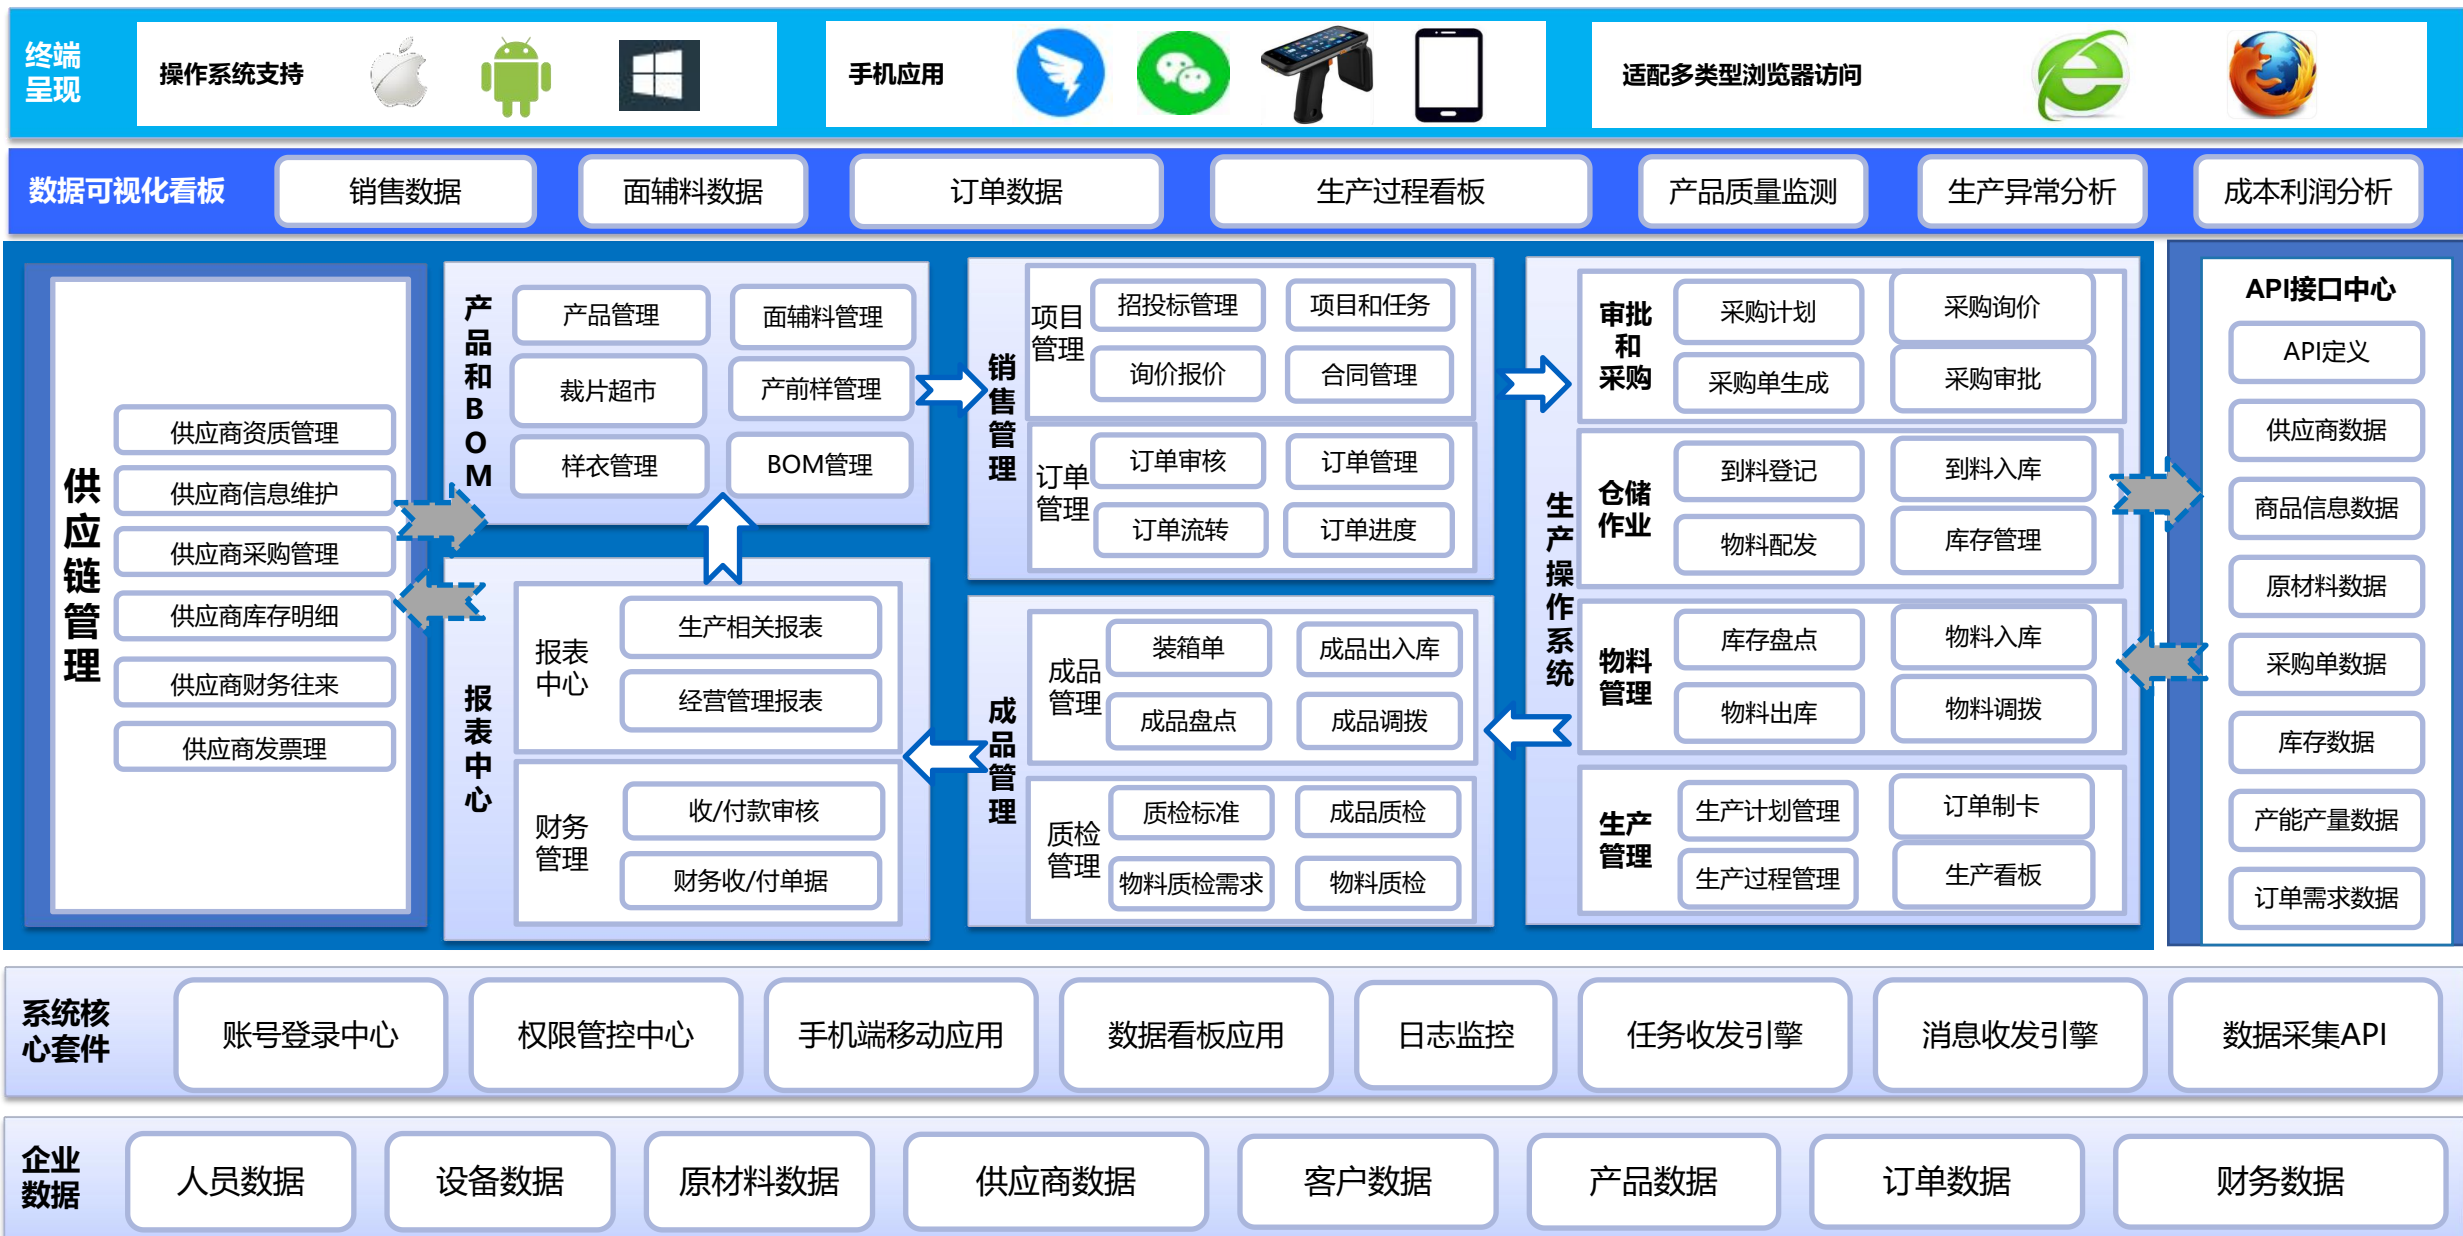 终端
呈现
操作系统支持
手机应用
适配多类型浏览器访问
数据可视化看板
销售数据
面辅料数据
订单数据
生产过程看板
产品质量监测
生产异常分析
成本利润分析
供应链管理
供应商资质管理
供应商信息维护
供应商采购管理
供应商库存明细
供应商财务往来
供应商发票理
产品和BOM
产品管理
面辅料管理
裁片超市
产前样管理
样衣管理
BOM管理
报表中心
报表
中心
生产相关报表
经营管理报表
财务
管理
收/付款审核
财务收/付单据
销售管理
项目
管理
招投标管理
项目和任务
询价报价
合同管理
订单
管理
订单审核
订单管理
订单流转
订单进度
成品管理
成品
管理
装箱单
成品出入库
成品盘点
成品调拨
质检
管理
质检标准
成品质检
物料质检需求
物料质检
生产操作系统
审批
和
采购
采购计划
采购询价
采购单生成
采购审批
仓储
作业
到料登记
到料入库
物料配发
库存管理
物料
管理
库存盘点
物料入库
物料出库
物料调拨
生产
管理
生产计划管理
订单制卡
生产过程管理
生产看板
API接口中心
API定义
供应商数据
商品信息数据
原材料数据
采购单数据
库存数据
产能产量数据
订单需求数据
系统核
心套件
账号登录中心
权限管控中心
手机端移动应用
数据看板应用
日志监控
任务收发引擎
消息收发引擎
数据采集API
企业
数据
人员数据
设备数据
原材料数据
供应商数据
客户数据
产品数据
订单数据
财务数据